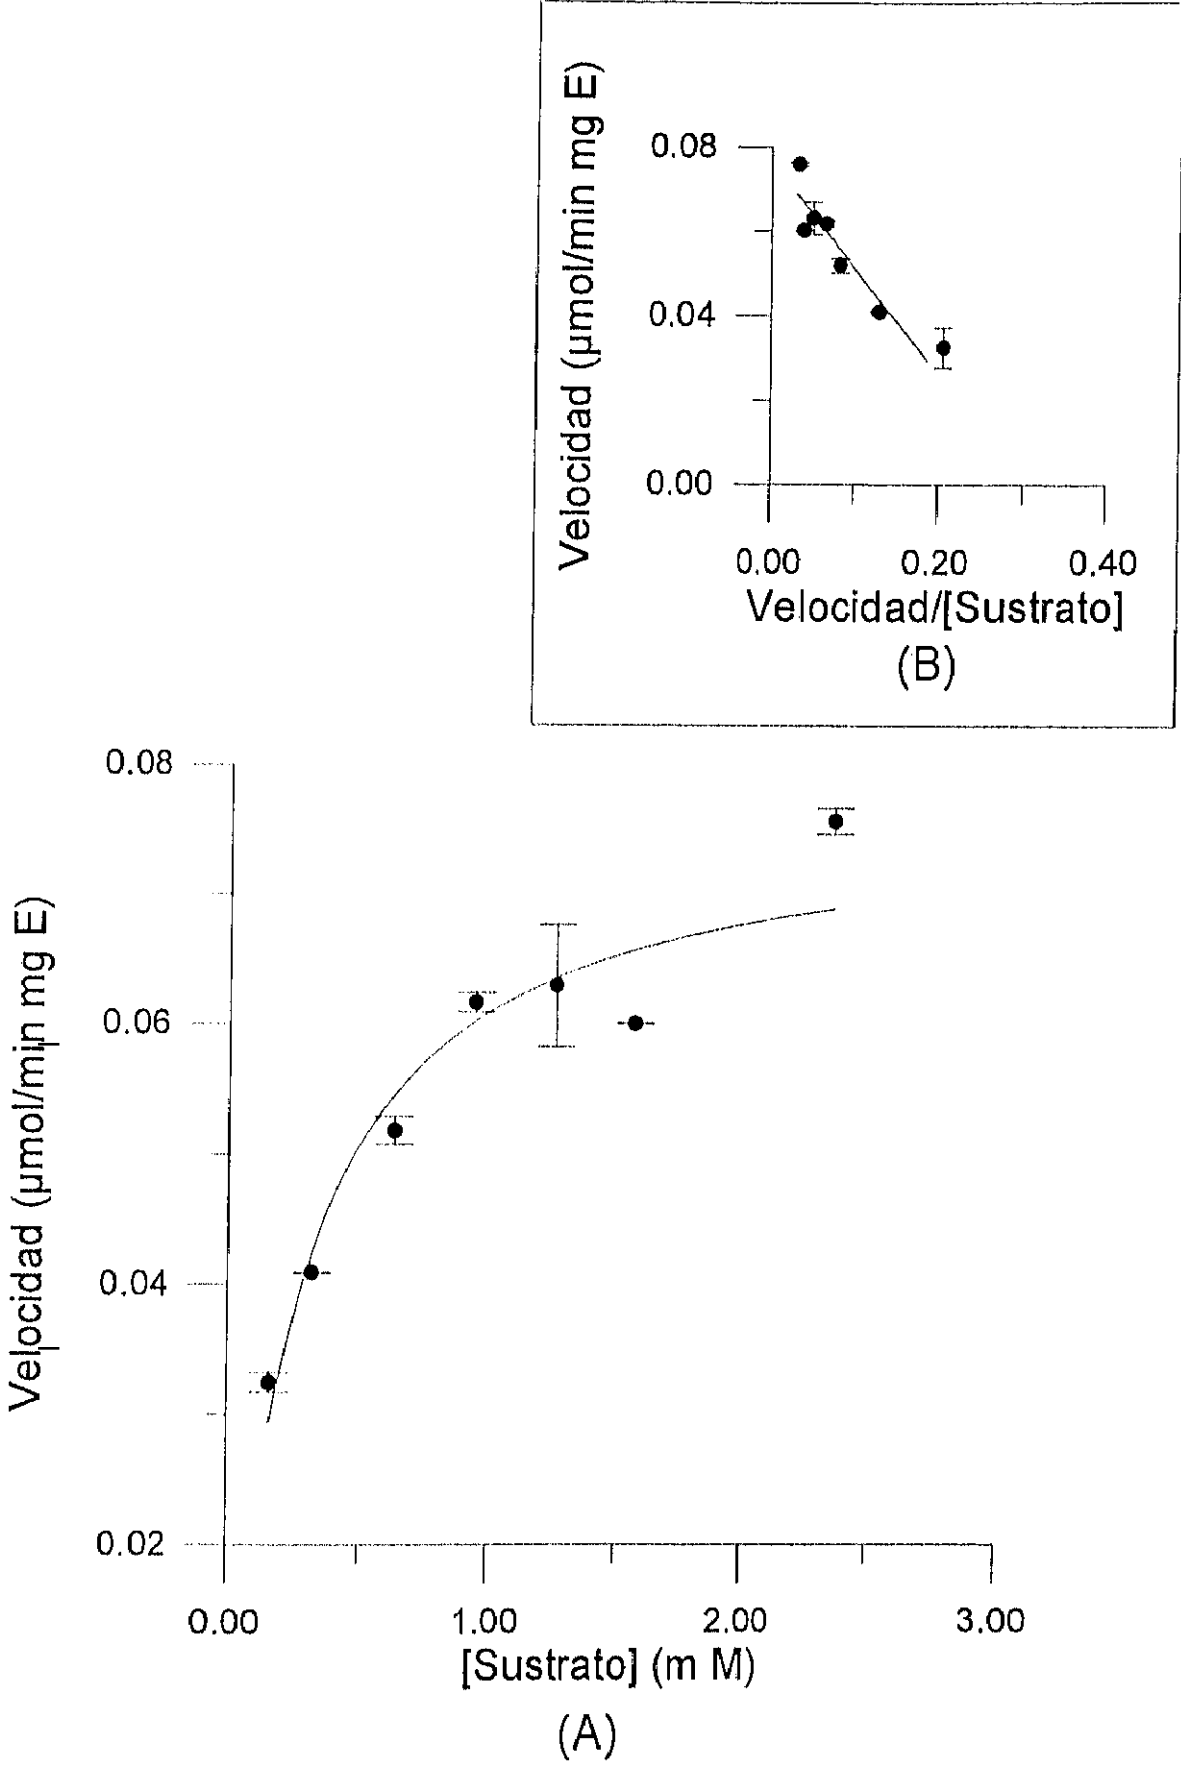 Velocidad (µmol/min mg E)
0.08
0.04
0.00
0.00 0.20 0.40
Velocidad/[Sustrato]
(B)
Velocidad (µmol/min mg E)
0.08
0.06
0.04
0.02
0.00 1.00 2.00 3.00
[Sustrato] (m M)
(A)